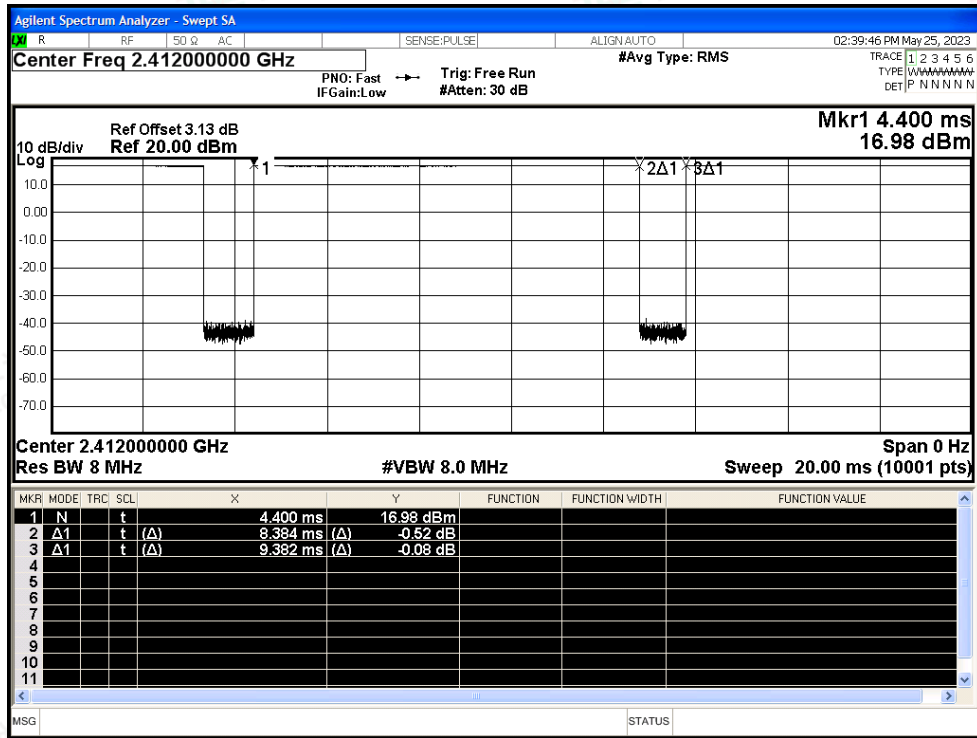 Agilent Spectrum Analyzer - Swept SA
LXI R RF 50 Ω AC SENSE:PULSE ALIGN AUTO 02:39:46 PM May 25, 2023
Center Freq 2.412000000 GHz
PNO: Fast
IFGain:Low
Trig: Free Run
#Atten: 30 dB
#Avg Type: RMS
TRACE 1 2 3 4 5 6
TYPE
DET P N N N N N
Mkr1 4.400 ms
16.98 dBm
Ref Offset 3.13 dB
10 dB/div Ref 20.00 dBm
Log
1 2Δ1 3Δ1
10.0
0.00
-10.0
-20.0
-30.0
-40.0
-50.0
-60.0
-70.0
Center 2.412000000 GHz Span 0 Hz
Res BW 8 MHz #VBW 8.0 MHz Sweep 20.00 ms (10001 pts)
MKR MODE TRC SCL X Y FUNCTION FUNCTION WIDTH FUNCTION VALUE
1 N t 4.400 ms 16.98 dBm
2 Δ1 t (Δ) 8.384 ms (Δ) -0.52 dB
3 Δ1 t (Δ) 9.382 ms (Δ) -0.08 dB
4
5
6
7
8
9
10
11
MSG STATUS